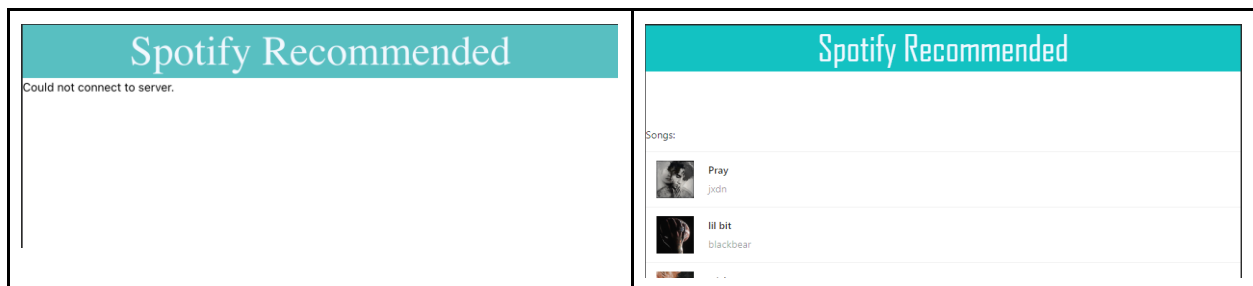 Spotify Recommended
Could not connect to server.
Spotify Recommended
Songs:
Pray
jxdn
lil bit
blackbear